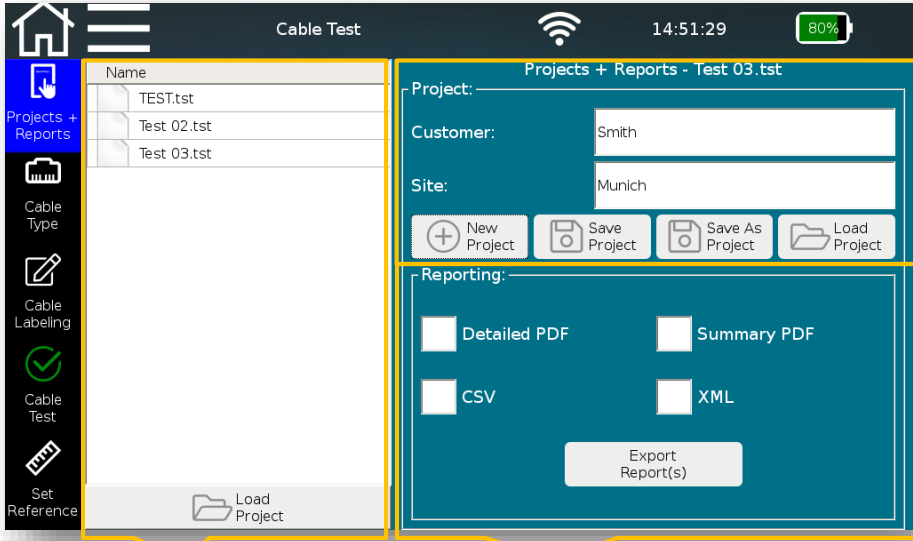 Cable Test
14:51:29
80%
Projects +
Reports
Cable
Type
Cable
Labeling
Cable
Test
Set
Reference
Name
TEST.tst
Test 02.tst
Test 03.tst
Load
Project
Projects + Reports - Test 03.tst
Project:
Customer:
Smith
Site:
Munich
New
Project
Save
Project
Save As
Project
Load
Project
Reporting:
Detailed PDF
Summary PDF
CSV
XML
Export
Report(s)